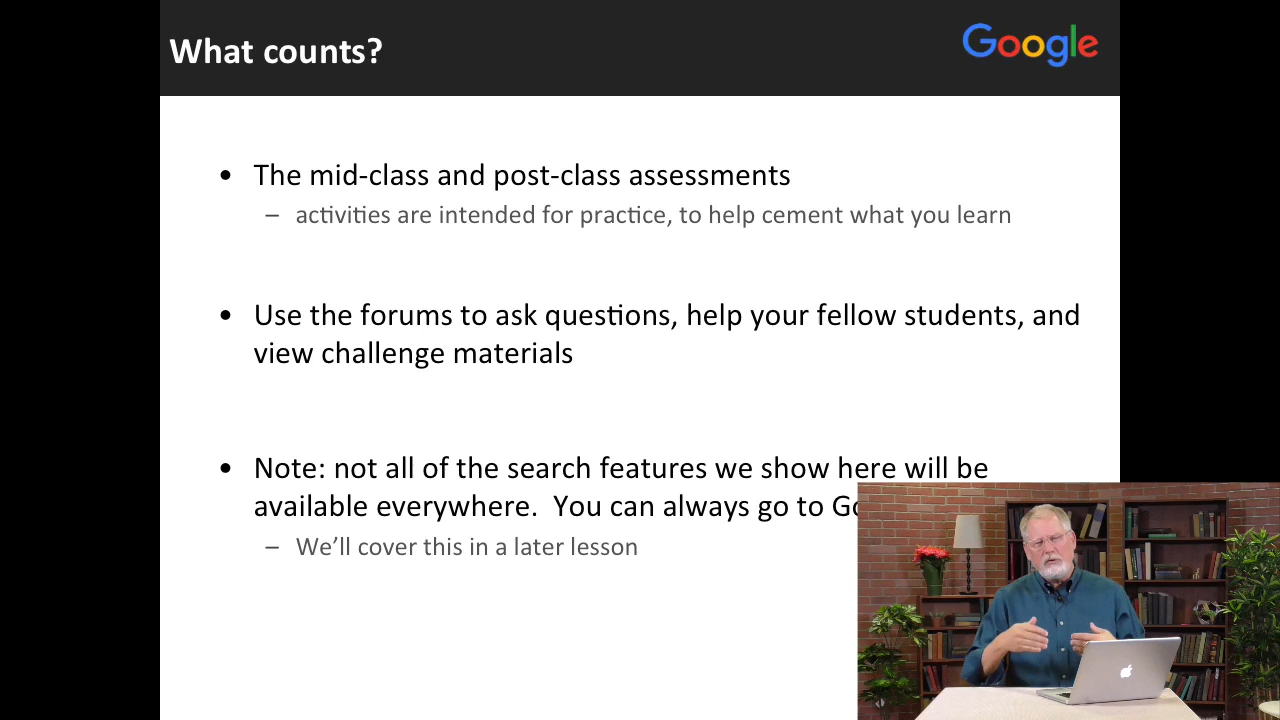 What counts?
Google
• The mid-class and post-class assessments
– activities are intended for practice, to help cement what you learn
• Use the forums to ask questions, help your fellow students, and
view challenge materials
• Note: not all of the search features we show here will be
available everywhere.  You can always go to
– We’ll cover this in a later lesson